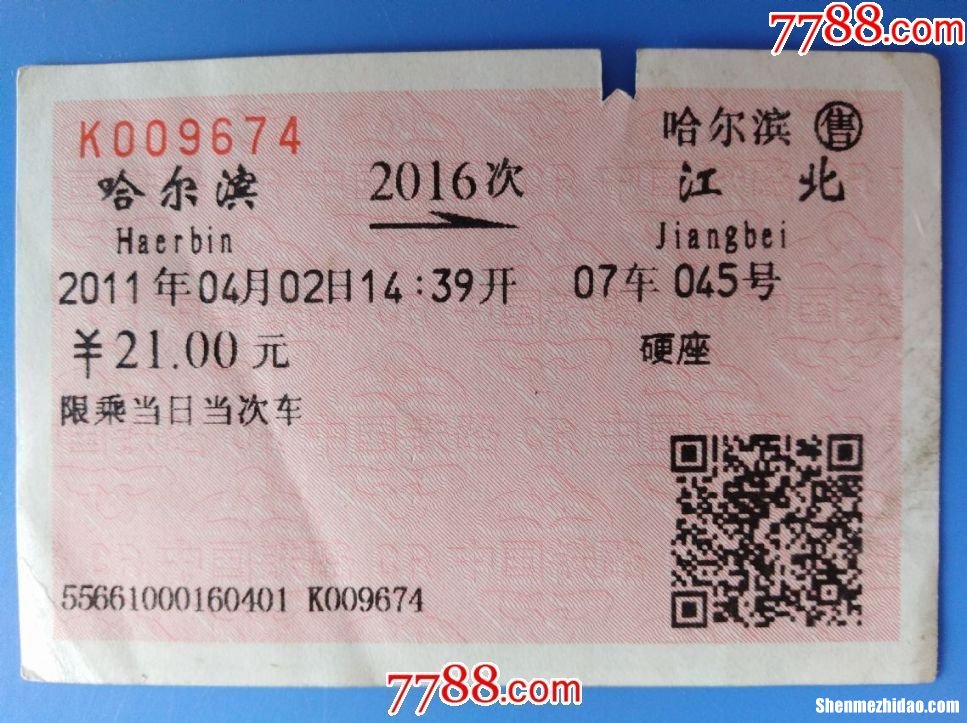 7788.com
K009674
哈尔滨 售
哈尔滨 2016次 江北
Haerbin Jiangbei
2011年04月02日14:39开 07车045号
¥21.00元 硬座
限乘当日当次车
55661000160401 K009674
7788.com
Shenmezhidao.com